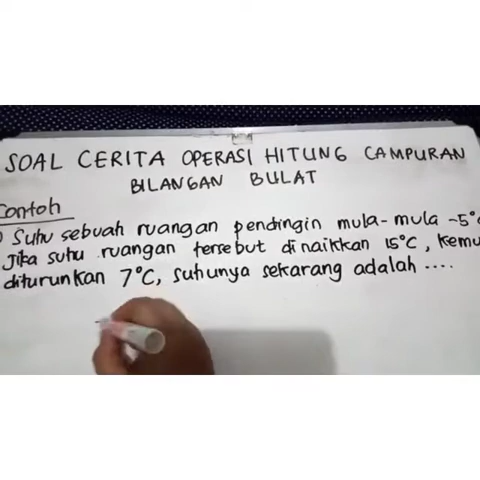 SOAL CERITA OPERASI HITUNG CAMPURAN
BILANGAN BULAT
Contoh
) Suhu sebuah ruangan pendingin mula-mula -5°
Jika suhu ruangan tersebut dinaikkan 15°C, kemu
diturunkan 7°C, suhunya sekarang adalah ....